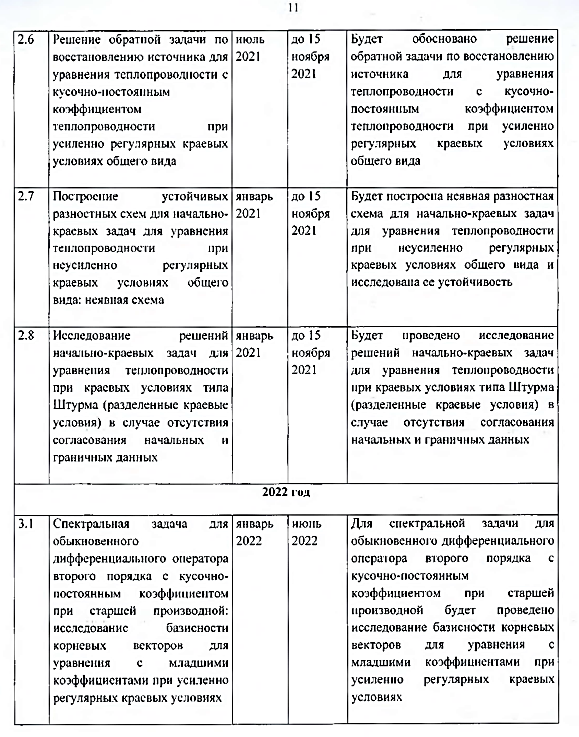 11
2.6
Решение обратной задачи по
восстановлению источника для
уравнения теплопроводности с
кусочно-постоянным
коэффициентом
теплопроводности при
усиленно регулярных краевых
условиях общего вида
июль
2021
до 15
ноября
2021
Будет обосновано решение
обратной задачи по восстановлению
источника для уравнения
теплопроводности с кусочно-
постоянным коэффициентом
теплопроводности при усиленно
регулярных краевых условиях
общего вида
2.7
Построение устойчивых
разностных схем для начально-
краевых задач для уравнения
теплопроводности при
неусиленно регулярных
краевых условиях общего
вида: неявная схема
январь
2021
до 15
ноября
2021
Будет построена неявная разностная
схема для начально-краевых задач
для уравнения теплопроводности
при неусиленно регулярных
краевых условиях общего вида и
исследована ее устойчивость
2.8
Исследование решений
начально-краевых задач для
уравнения теплопроводности
при краевых условиях типа
Штурма (разделенные краевые
условия) в случае отсутствия
согласования начальных и
граничных данных
январь
2021
до 15
ноября
2021
Будет проведено исследование
решений начально-краевых задач
для уравнения теплопроводности
при краевых условиях типа Штурма
(разделенные краевые условия) в
случае отсутствия согласования
начальных и граничных данных
2022 год
3.1
Спектральная задача для
обыкновенного
дифференциального оператора
второго порядка с кусочно-
постоянным коэффициентом
при старшей производной:
исследование базисности
корневых векторов для
уравнения с младшими
коэффициентами при усиленно
регулярных краевых условиях
январь
2022
июнь
2022
Для спектральной задачи для
обыкновенного дифференциального
оператора второго порядка с
кусочно-постоянным
коэффициентом при старшей
производной будет проведено
исследование базисности корневых
векторов для уравнения с
младшими коэффициентами при
усиленно регулярных краевых
условиях